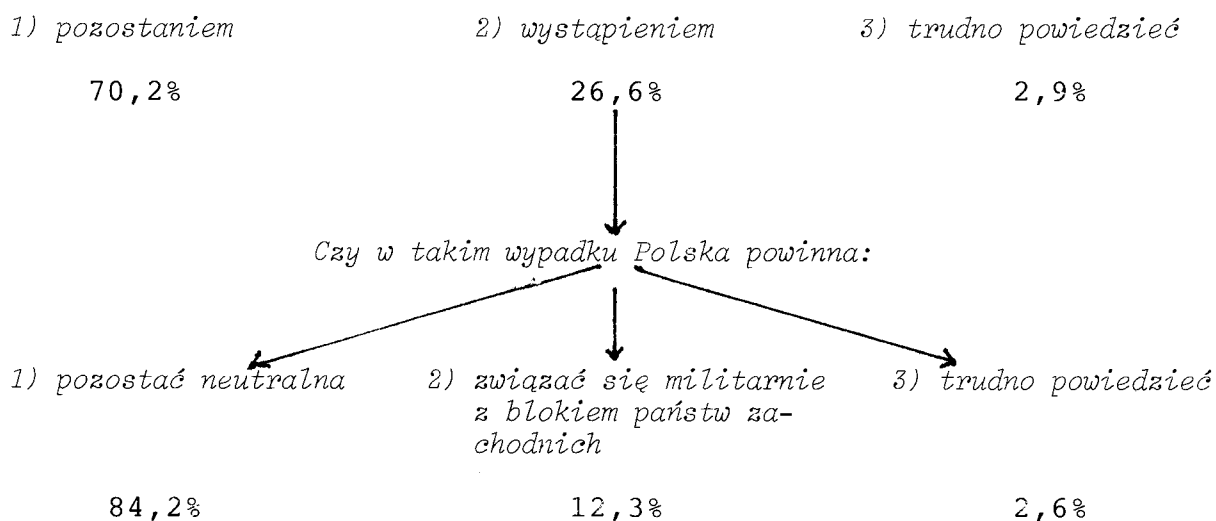 1) pozostaniem 2) wystąpieniem 3) trudno powiedzieć
70,2% 26,6% 2,9%
Czy w takim wypadku Polska powinna:
1) pozostać neutralna 2) związać się militarnie 3) trudno powiedzieć
z blokiem państw za-
chodnich
84,2% 12,3% 2,6%